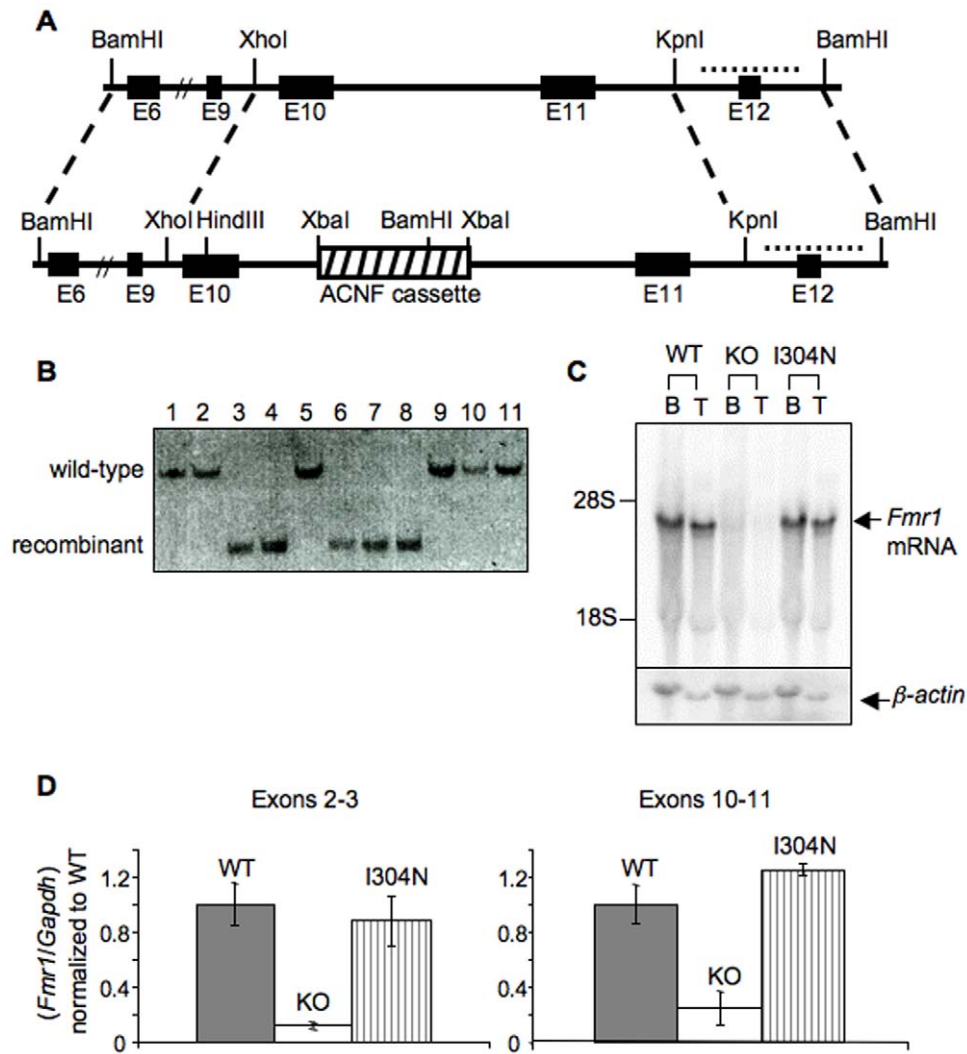 A
BamHI XhoI KpnI BamHI
E6 E9 E10 E11 E12
BamHI XhoI HindIII XbaI BamHI XbaI KpnI BamHI
E6 E9 E10 ACNF cassette E11 E12
B
1 2 3 4 5 6 7 8 9 10 11
wild-type
recombinant
C
WT KO I304N
B T B T B T
28S
Fmr1
mRNA
18S
β-actin
D
Exons 2-3
(Fmr1/Gapdh)
normalized to WT
1.2
0.8
0.4
0
WT
KO
I304N
Exons 10-11
1.2
0.8
0.4
0
WT
KO
I304N